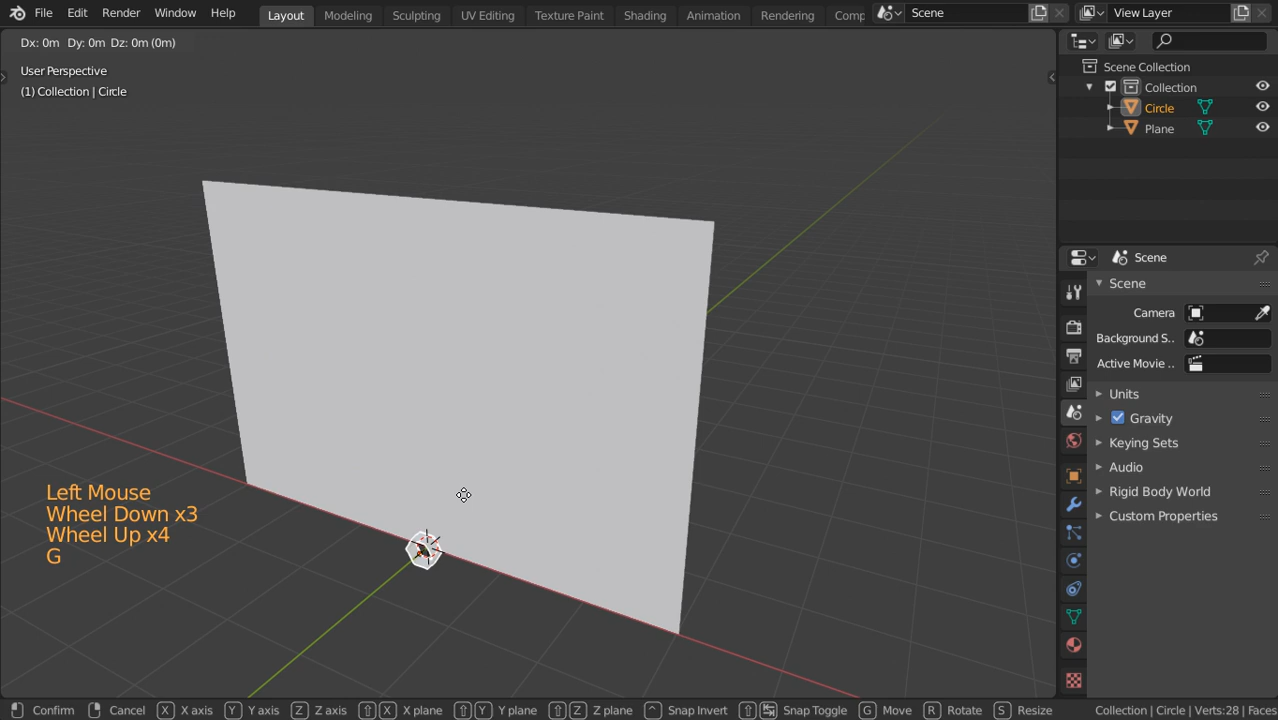 File Edit Render Window Help Layout Modeling Sculpting UV Editing Texture Paint Shading Animation Rendering Comp Scene View Layer
Dx: 0m Dy: 0m Dz: 0m (0m)
User Perspective
(1) Collection | Circle
Scene Collection
Collection
Circle
Plane
Scene
Scene
Camera
Background S..
Active Movie ..
Units
Gravity
Keying Sets
Audio
Rigid Body World
Custom Properties
Left Mouse
Wheel Down x3
Wheel Up x4
G
Confirm Cancel X X axis Y Y axis Z Z axis X X plane Y Y plane Z Z plane ^ Snap Invert Snap Toggle G Move R Rotate S Resize Collection | Circle | Verts:28 | Faces